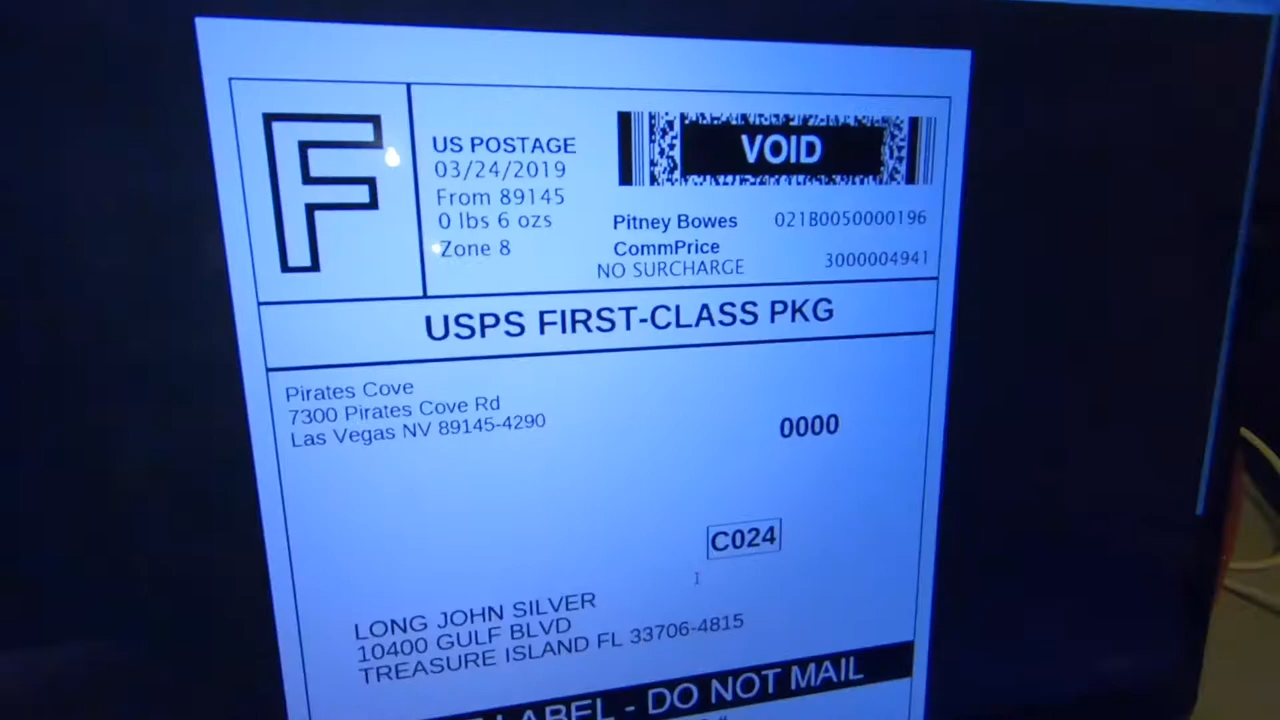 F
US POSTAGE
03/24/2019
From 89145
0 lbs 6 ozs
Zone 8
VOID
Pitney Bowes 021B0050000196
CommPrice
NO SURCHARGE 3000004941
USPS FIRST-CLASS PKG
Pirates Cove
7300 Pirates Cove Rd
Las Vegas NV 89145-4290
0000
C024
LONG JOHN SILVER
10400 GULF BLVD
TREASURE ISLAND FL 33706-4815
LABEL - DO NOT MAIL